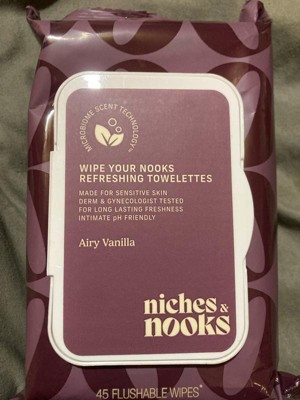 MICROBIOME SCENT TECHNOLOGY™
WIPE YOUR NOOKS
REFRESHING TOWELETTES
MADE FOR SENSITIVE SKIN
DERM & GYNECOLOGIST TESTED
FOR LONG LASTING FRESHNESS
INTIMATE pH FRIENDLY
Airy Vanilla
niches &
nooks
45 FLUSHABLE WIPES*